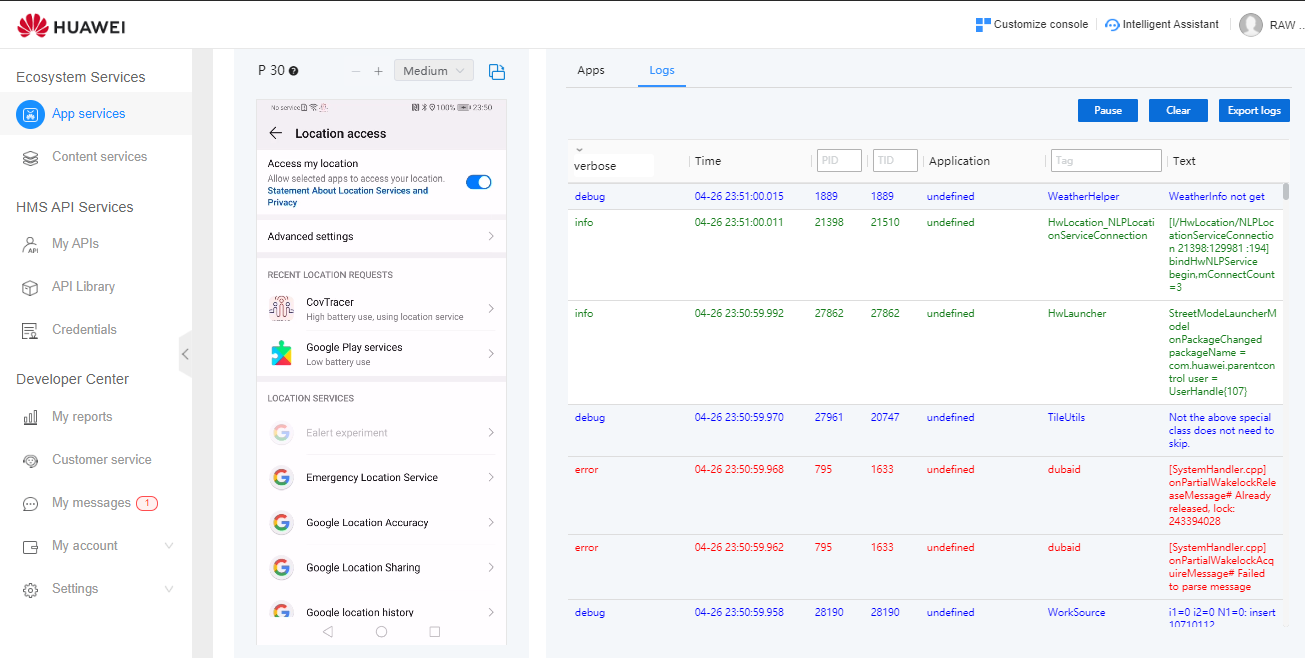 HUAWEI
Customize console
Intelligent Assistant
RAW ...
Ecosystem Services
App services
Content services
HMS API Services
My APIs
API Library
Credentials
Developer Center
My reports
Customer service
My messages 1
My account
Settings
P 30 ?
Medium
No service
100% 23:50
Location access
Access my location
Allow selected apps to access your location.
Statement About Location Services and
Privacy
Advanced settings
RECENT LOCATION REQUESTS
CovTracer
High battery use, using location service
Google Play services
Low battery use
LOCATION SERVICES
Ealert experiment
Emergency Location Service
Google Location Accuracy
Google Location Sharing
Google location history
Apps
Logs
Pause
Clear
Export logs
verbose Time PID TID Application Tag Text
debug 04-26 23:51:00.015 1889 1889 undefined WeatherHelper WeatherInfo not get
info 04-26 23:51:00.011 21398 21510 undefined HwLocation_NLPLocati
onServiceConnection
[I/HwLocation/NLPLoc
ationServiceConnectio
n 21398:129981 :194]
bindHwNLPService
begin,mConnectCount
=3
info 04-26 23:50:59.992 27862 27862 undefined HwLauncher
StreetModeLauncherM
odel
onPackageChanged
packageName =
com.huawei.parentcon
trol user =
UserHandle{107}
debug 04-26 23:50:59.970 27961 20747 undefined TileUtils
Not the above special
class does not need to
skip.
error 04-26 23:50:59.968 795 1633 undefined dubaid
[SystemHandler.cpp]
onPartialWakelockRele
aseMessage# Already
released, lock:
243394028
error 04-26 23:50:59.962 795 1633 undefined dubaid
[SystemHandler.cpp]
onPartialWakelockAcq
uireMessage# Failed
to parse message
debug 04-26 23:50:59.958 28190 28190 undefined WorkSource
i1=0 i2=0 N1=0: insert
10710112